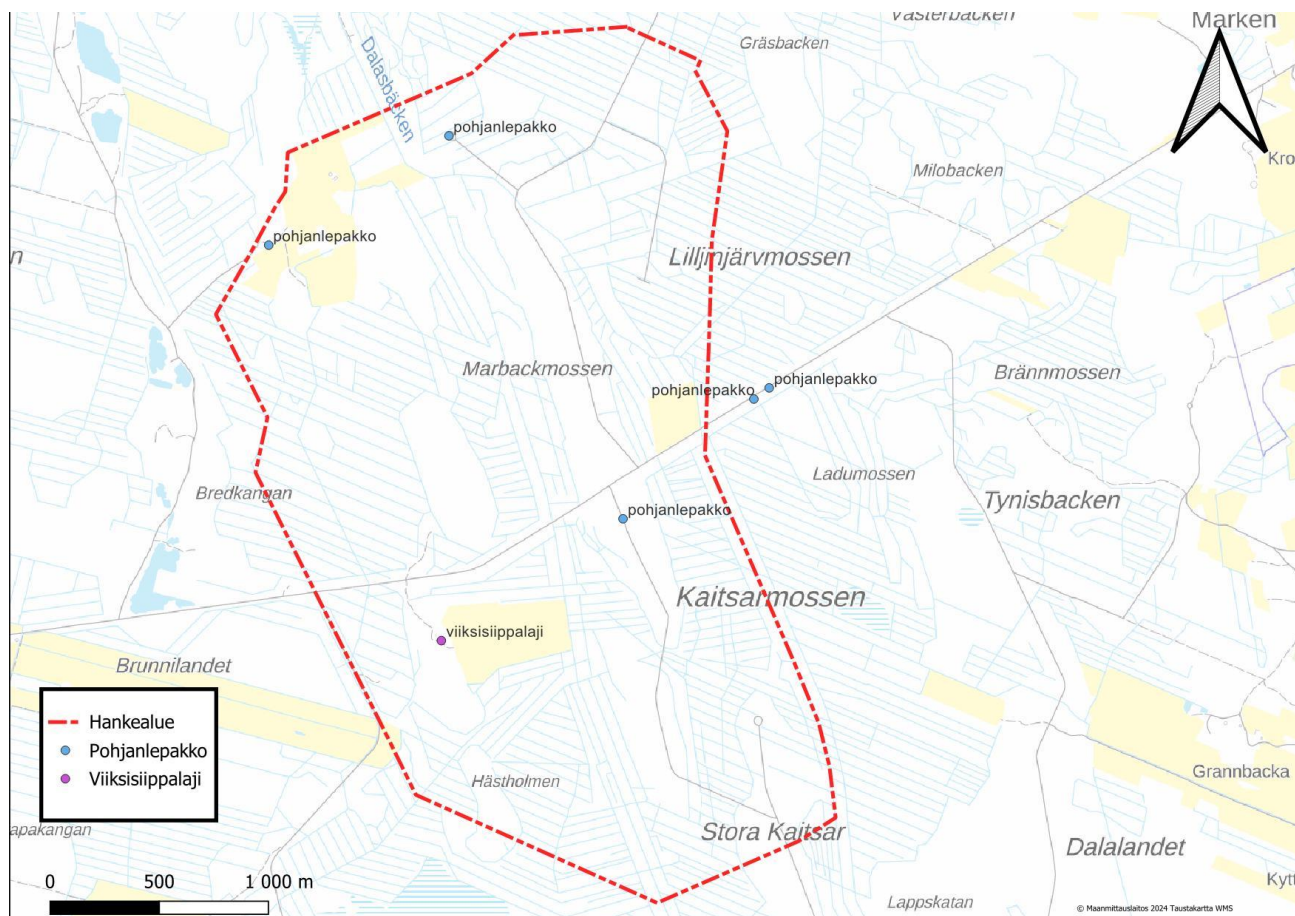 Västerbacken
Marken
Gräsbacken
Dalasbäcken
pohjanlepakko
Kro
Milobacken
pohjanlepakko
n
Lilljinjärvmossen
Marbackmossen
Brännmossen
pohjanlepakko
pohjanlepakko
Ladumossen
Bredkangan
Tynisbacken
pohjanlepakko
Kaitsarmossen
viiksisiippalaji
Brunnilandet
Hankealue
Pohjanlepakko
Viiksisiippalaji
Hästholmen
Grannbacka
apakangan
Stora Kaitsar
Dalalandet
Kytt
0 500 1 000 m
Lappskatan
© Maanmittauslaitos 2024 Taustakartta WMS